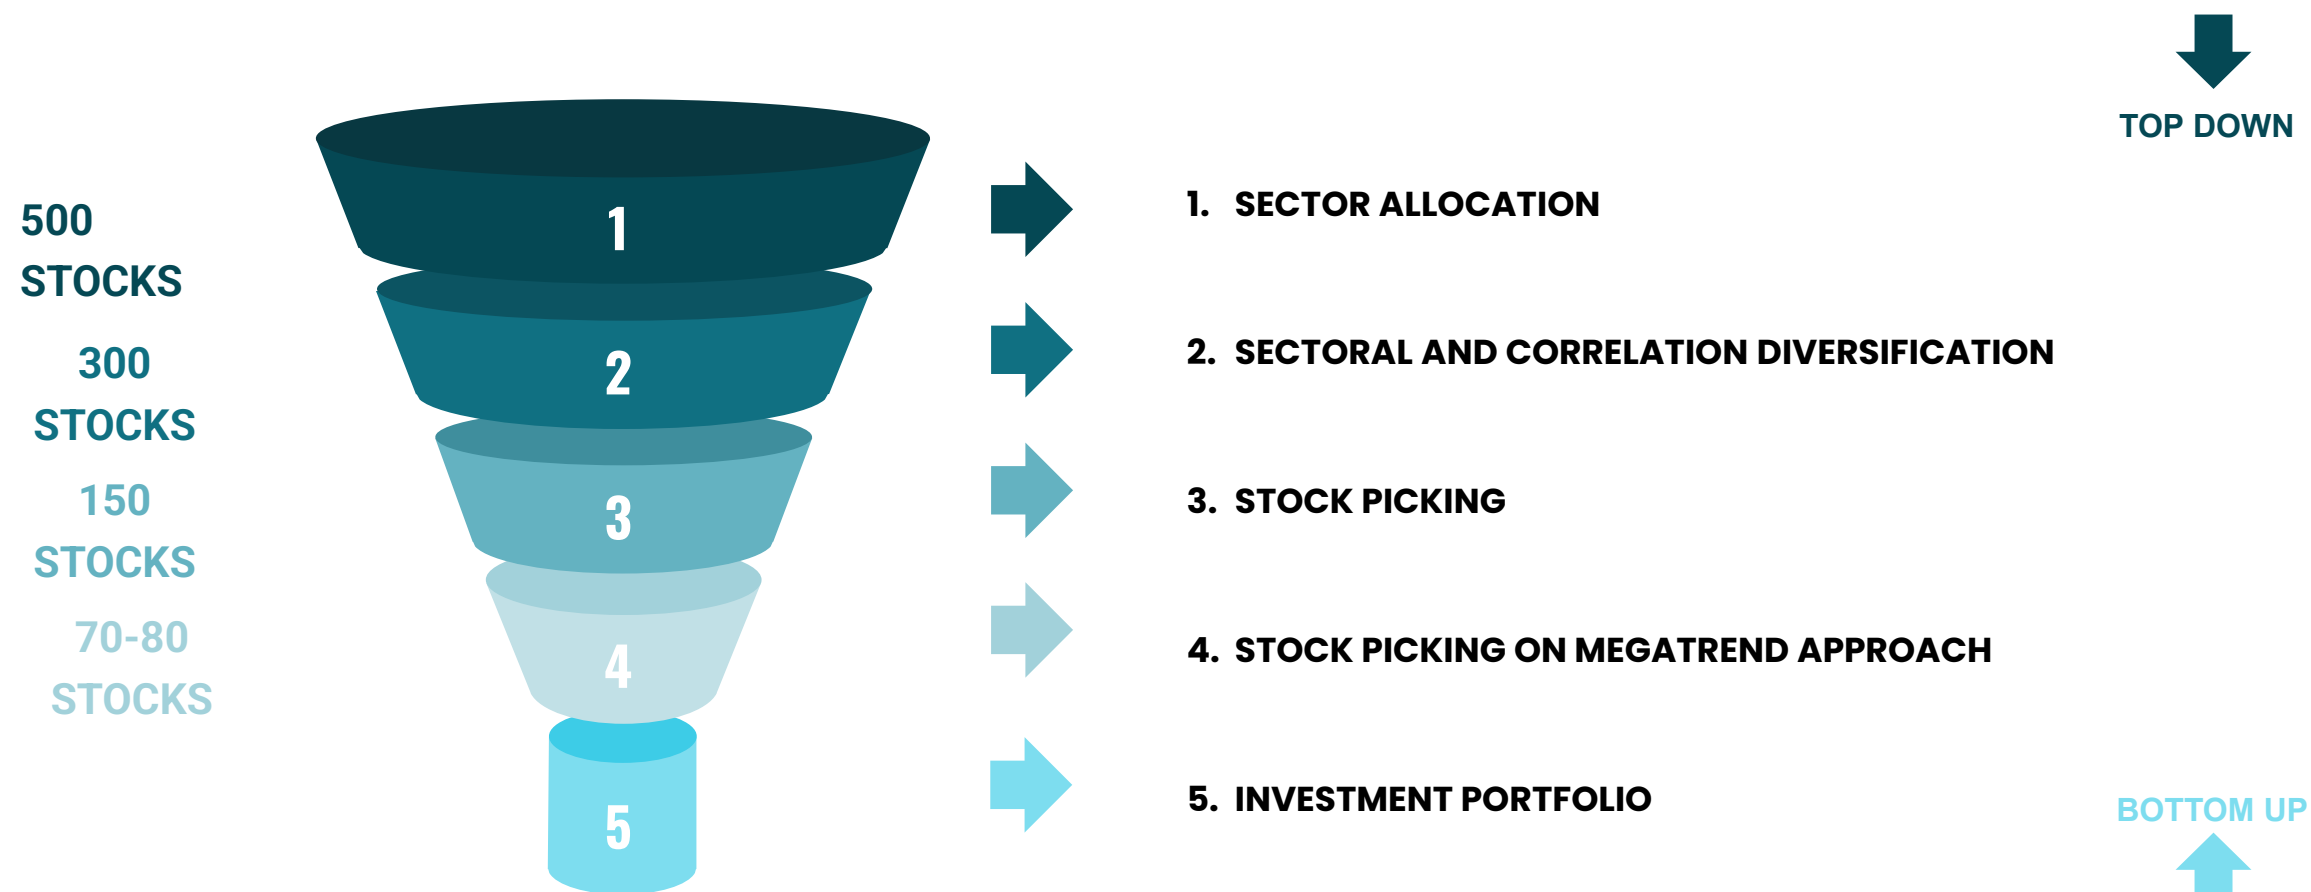 TOP DOWN
500
STOCKS
1
1. SECTOR ALLOCATION
300
STOCKS
2
2. SECTORAL AND CORRELATION DIVERSIFICATION
150
STOCKS
3
3. STOCK PICKING
70-80
STOCKS
4
4. STOCK PICKING ON MEGATREND APPROACH
5
5. INVESTMENT PORTFOLIO
BOTTOM UP